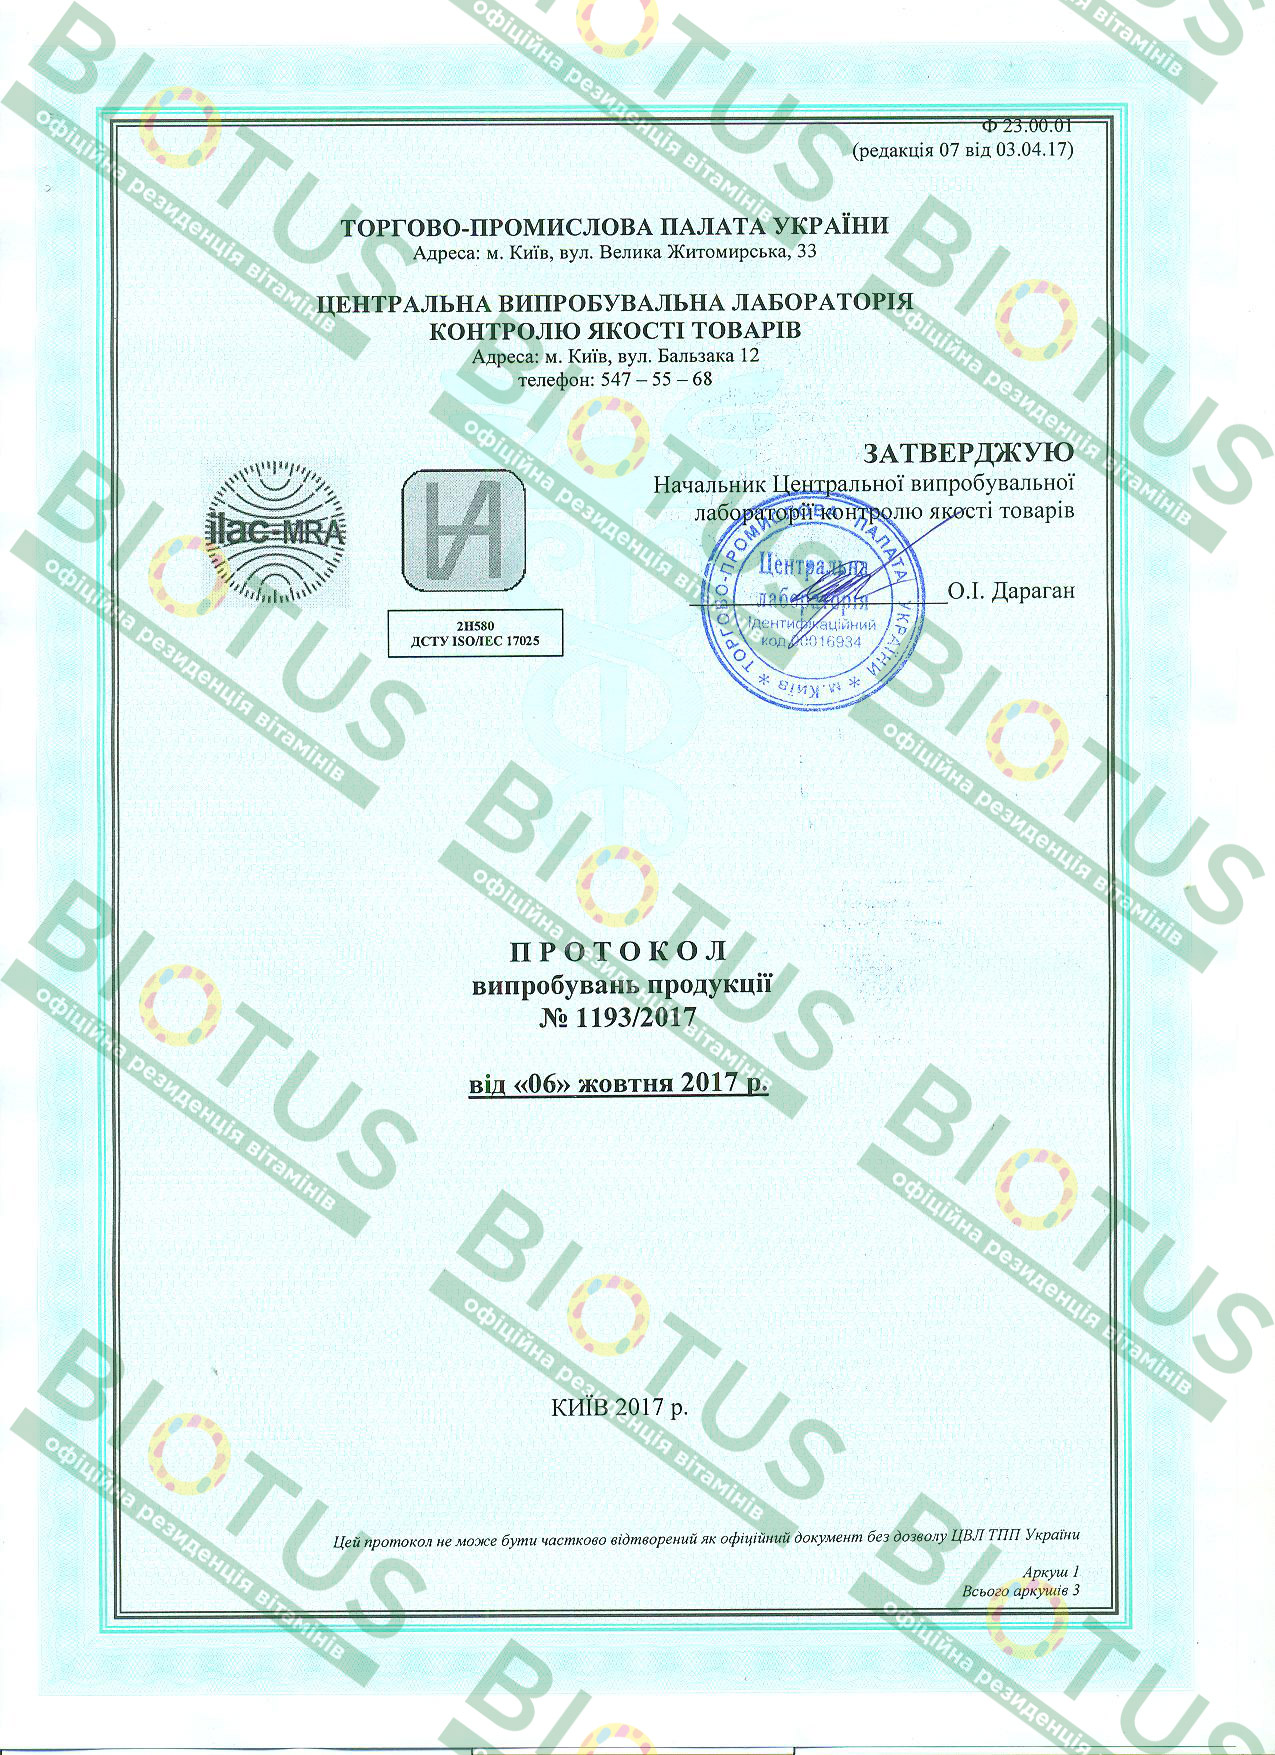 Ф 23.00.01
(редакція 07 від 03.04.17)
ТОРГОВО-ПРОМИСЛОВА ПАЛАТА УКРАЇНИ
Адреса: м. Київ, вул. Велика Житомирська, 33
ЦЕНТРАЛЬНА ВИПРОБУВАЛЬНА ЛАБОРАТОРІЯ
КОНТРОЛЮ ЯКОСТІ ТОВАРІВ
Адреса: м. Київ, вул. Бальзака 12
телефон: 547 – 55 – 68
ЗАТВЕРДЖУЮ
Начальник Центральної випробувальної
лабораторії контролю якості товарів
О.І. Дараган
ilac-MRA
2Н580
ДСТУ ISO/IEC 17025
ТОРГОВО-ПРОМИСЛОВА ПАЛАТА УКРАЇНИ * м.Київ *
Центральна
лабораторія
Ідентифікаційний
код 00016934
П Р О Т О К О Л
випробувань продукції
№ 1193/2017
від «06» жовтня 2017 р.
КИЇВ 2017 р.
Цей протокол не може бути частково відтворений як офіційний документ без дозволу ЦВЛ ТПП України
Аркуш 1
Всього аркушів 3
BIOTUS
офіційна резиденція вітамінів